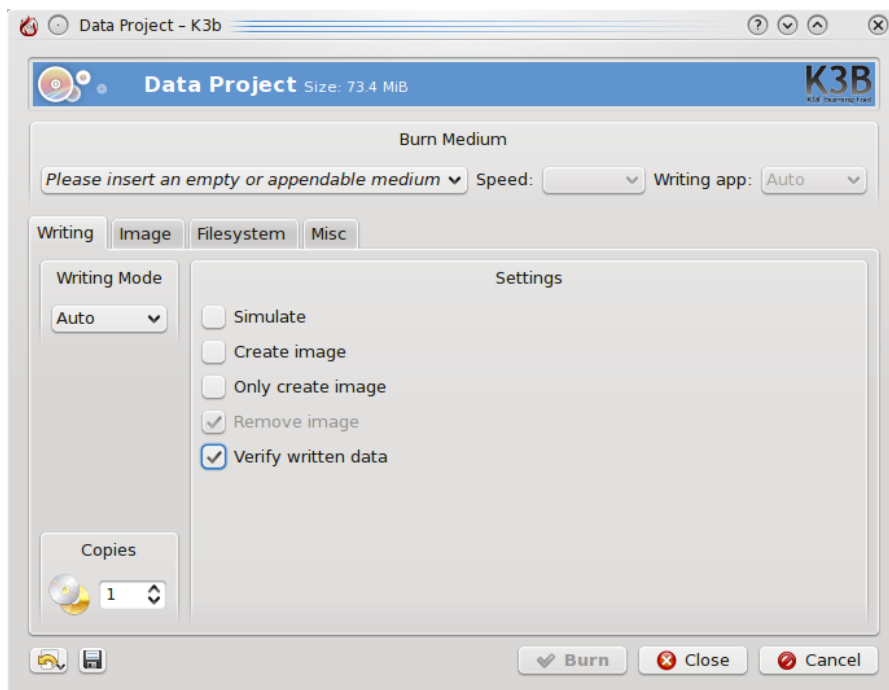 Data Project – K3b
Data Project Size: 73.4 MiB
K3B
Burn Medium
Please insert an empty or appendable medium Speed: Writing app: Auto
Writing Image Filesystem Misc
Writing Mode
Auto
Settings
Simulate
Create image
Only create image
Remove image
Verify written data
Copies
1
Burn Close Cancel